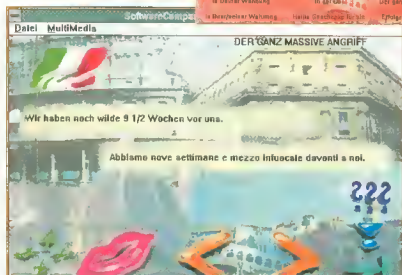 SoftwareCompa
Datei MultiMedia
DER GANZ MASSIVE ANGRIFF
Wir haben noch wilde 9 1/2 Wochen vor uns.
Abbiamo nove settimane e mezzo infuocate davanti a noi.